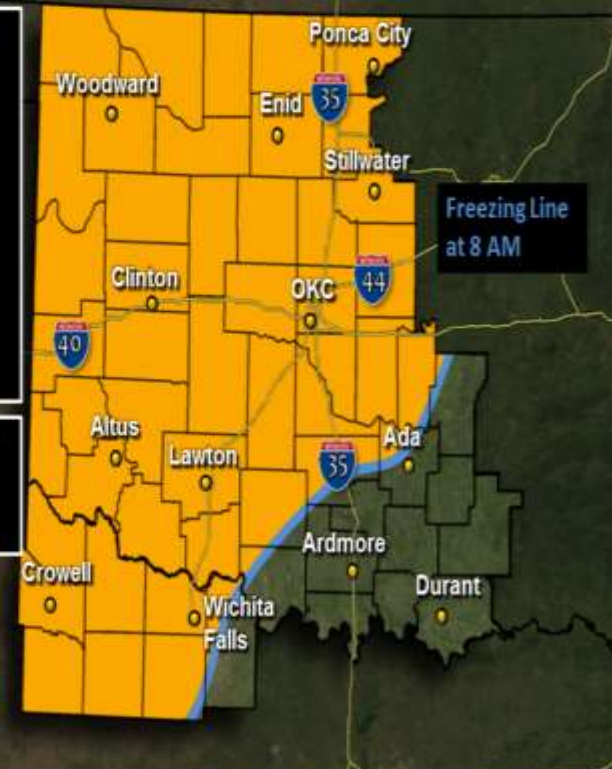 Ponca City
Woodward
INTERSTATE
35
Enid
Stillwater
Freezing Line
at 8 AM
Clinton
44
OKC
40
Altus
Ada
Lawton
35
Ardmore
Crowell
Durant
Wichita
Falls